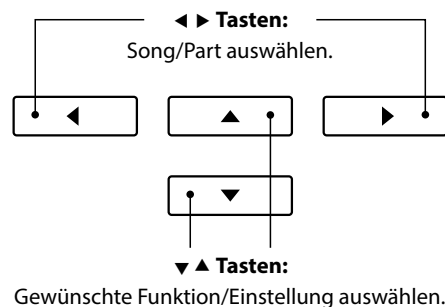 ◀ ▶ Tasten:
Song/Part auswählen.
▼ ▲ Tasten:
Gewünschte Funktion/Einstellung auswählen.